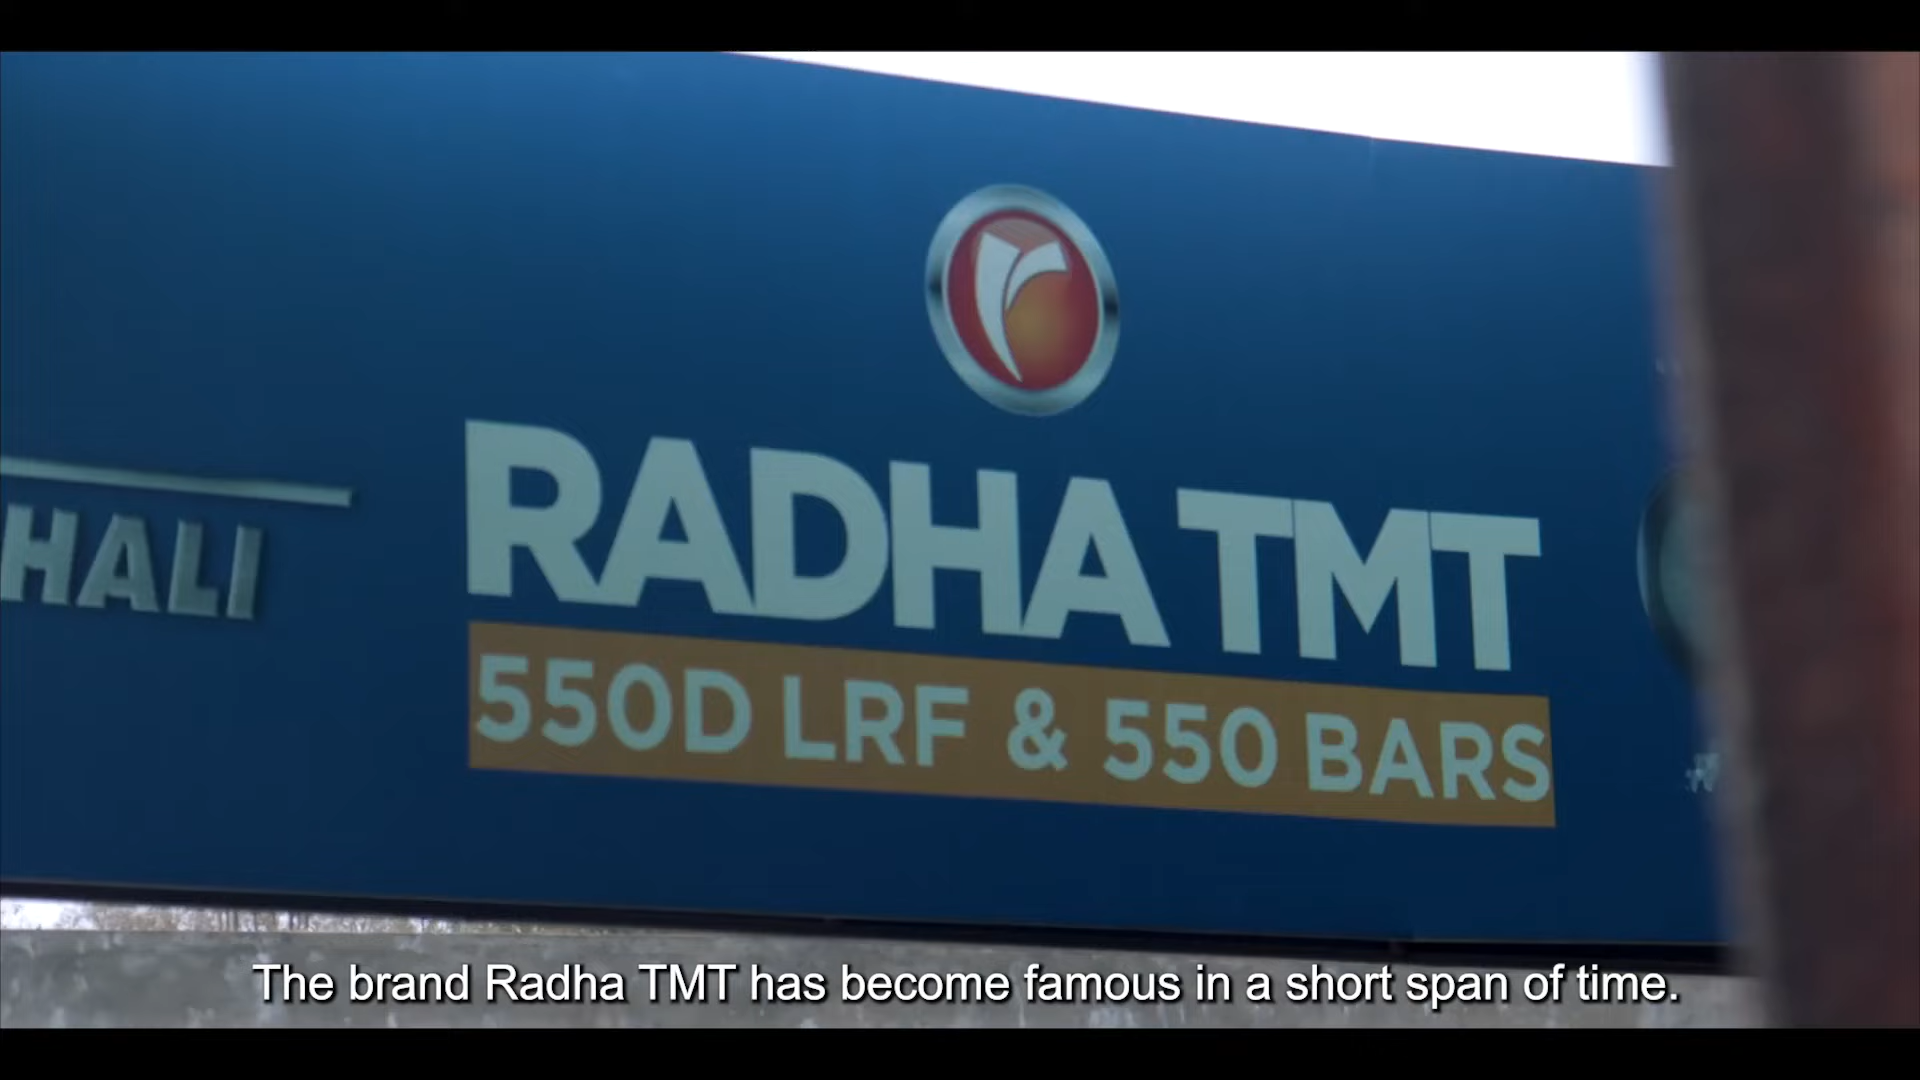 HALI
RADHA TMT
550D LRF & 550 BARS
The brand Radha TMT has become famous in a short span of time.